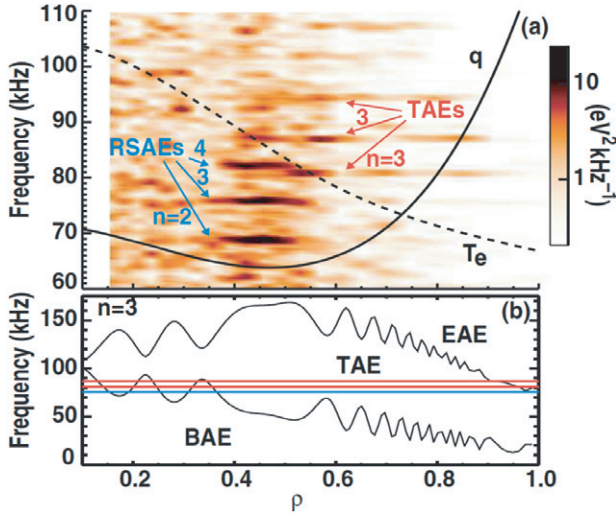 110
100
90
80
70
60
Frequency (kHz)
(a)
q
RSAEs
4
3
n=2
TAEs
3
n=3
Te
10
1
(eV²kHz⁻¹)
n=3
(b)
150
100
50
0
Frequency (kHz)
EAE
TAE
BAE
0.2 0.4 0.6 0.8 1.0
ρ